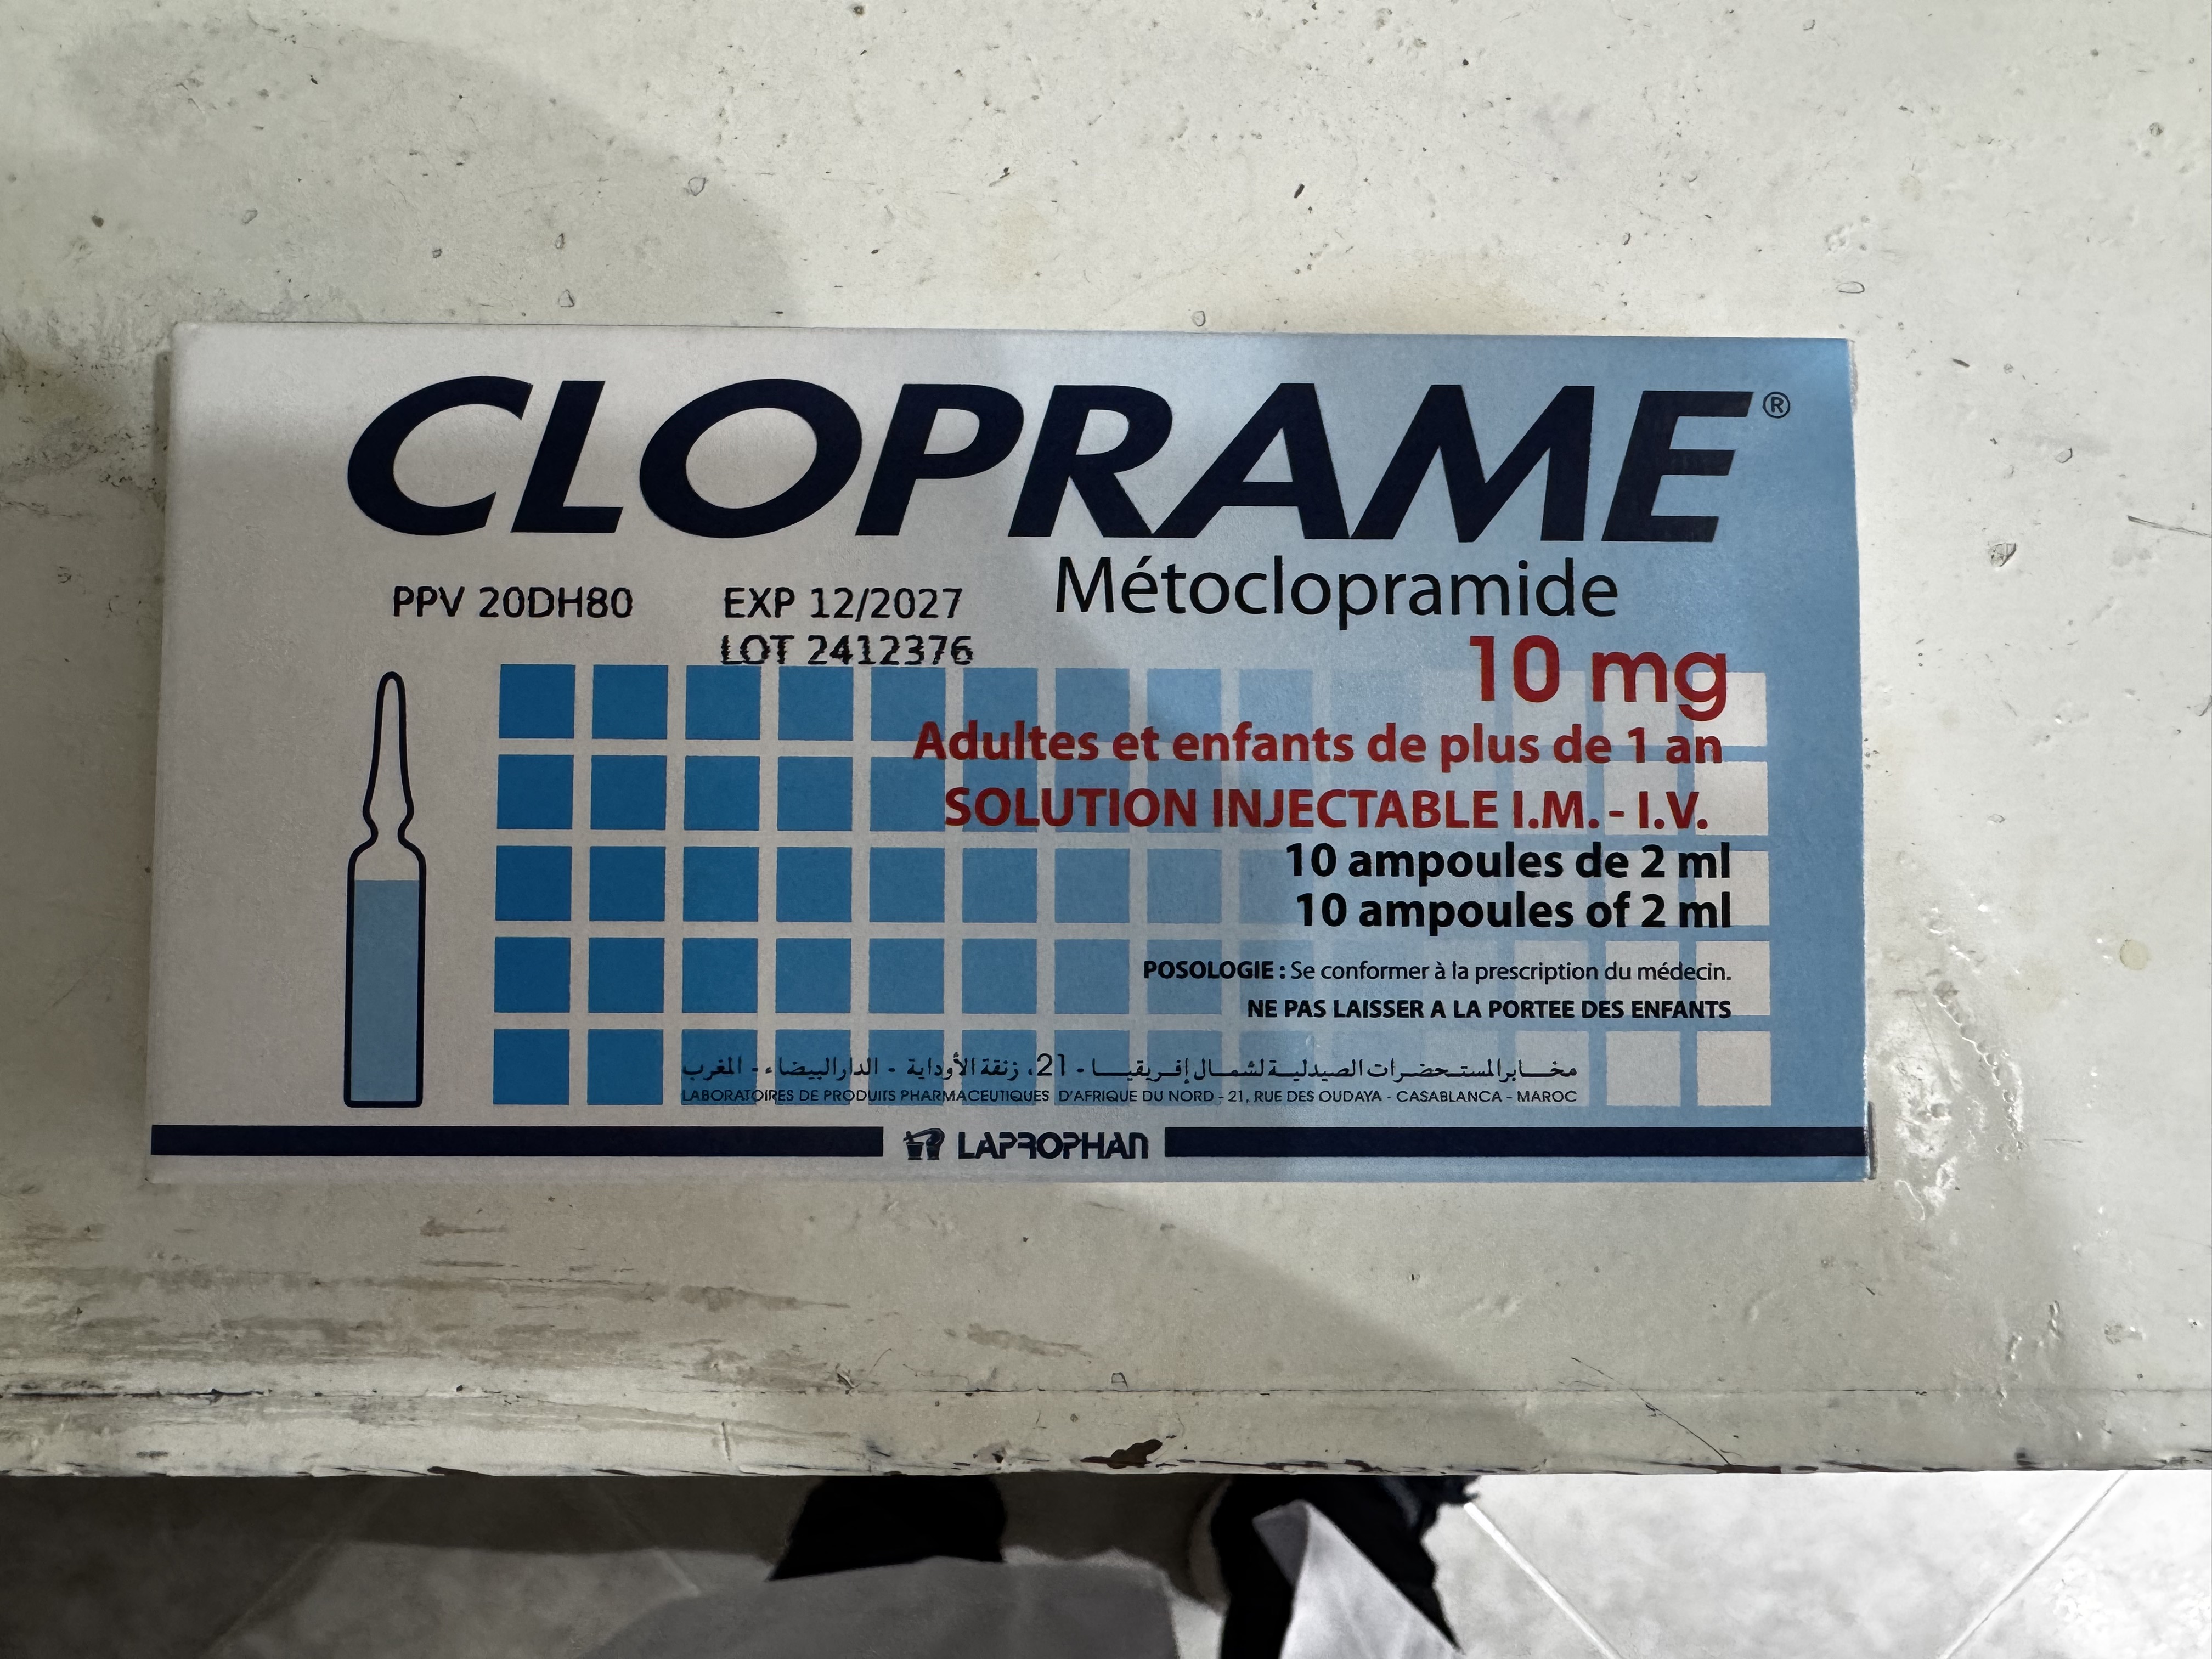 CLOPRAME®
Métoclopramide
PPV 20DH80 EXP 12/2027
LOT 2412376
10 mg
Adultes et enfants de plus de 1 an
SOLUTION INJECTABLE I.M. - I.V.
10 ampoules de 2 ml
10 ampoules of 2 ml
POSOLOGIE : Se conformer à la prescription du médecin.
NE PAS LAISSER A LA PORTEE DES ENFANTS
مخابر المستحضرات الصيدلية لشمال إفريقيا - 21، زنقة الأوداية - الدار البيضاء - المغرب
LABORATOIRES DE PRODUITS PHARMACEUTIQUES D'AFRIQUE DU NORD - 21, RUE DES OUDAYA - CASABLANCA - MAROC
LAPROPHAN